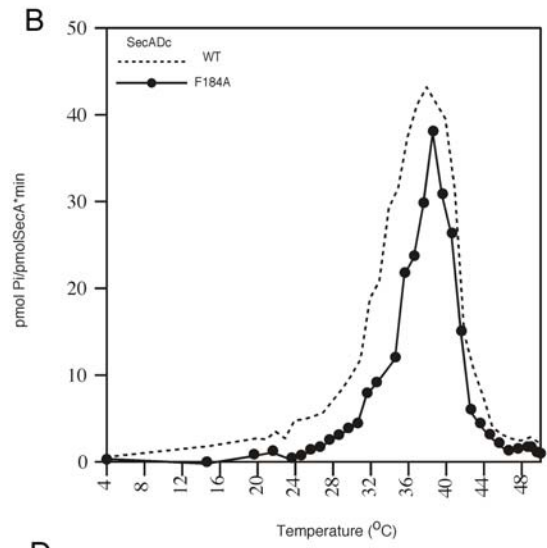 B
50
SecADc
WT
F184A
40
30
20
10
0
pmol Pi/pmolSecA*min
4 8 12 16 20 24 28 32 36 40 44 48
Temperature (°C)